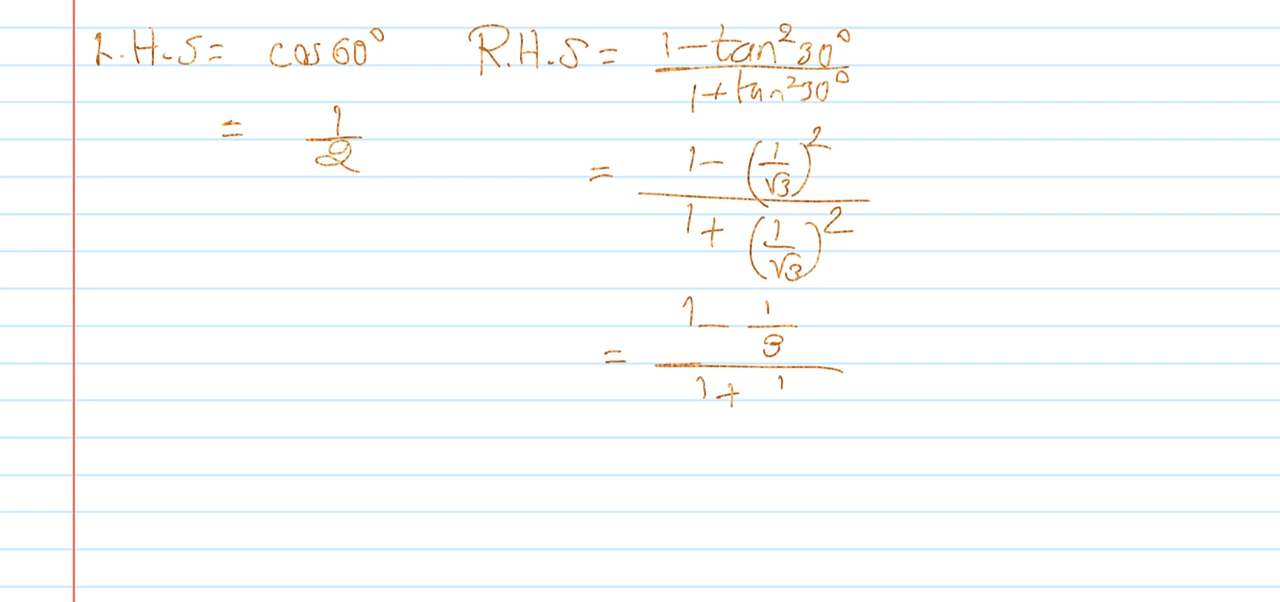 L.H.S = cos 60° R.H.S = (1 - tan²30°)/(1 + tan²30°)
= 1/2
= (1 - (1/√3)²)/(1 + (1/√3)²)
= (1 - 1/3)/(1 + 1